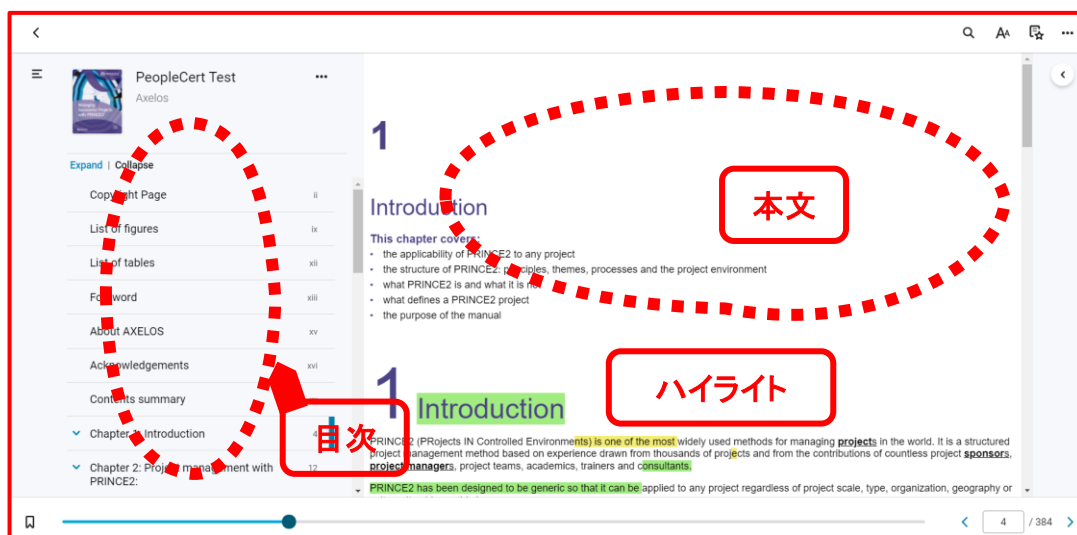 AA
PeopleCert Test
Axelos
Expand | Collapse
Copyright Page ii
List of figures ix
List of tables xii
Foreword xiii
About AXELOS xv
Acknowledgements xvi
Contents summary
Chapter 1: Introduction 4
Chapter 2: Project management with 12
PRINCE2:
目次
1
Introduction
This chapter covers:
• the applicability of PRINCE2 to any project
• the structure of PRINCE2: principles, themes, processes and the project environment
• what PRINCE2 is and what it is not
• what defines a PRINCE2 project
• the purpose of the manual
本文
ハイライト
1 Introduction
PRINCE2 (PRojects IN Controlled Environments) is one of the most widely used methods for managing projects in the world. It is a structured
project management method based on experience drawn from thousands of projects and from the contributions of countless project sponsors,
project managers, project teams, academics, trainers and consultants.
PRINCE2 has been designed to be generic so that it can be applied to any project regardless of project scale, type, organization, geography or
4 / 384